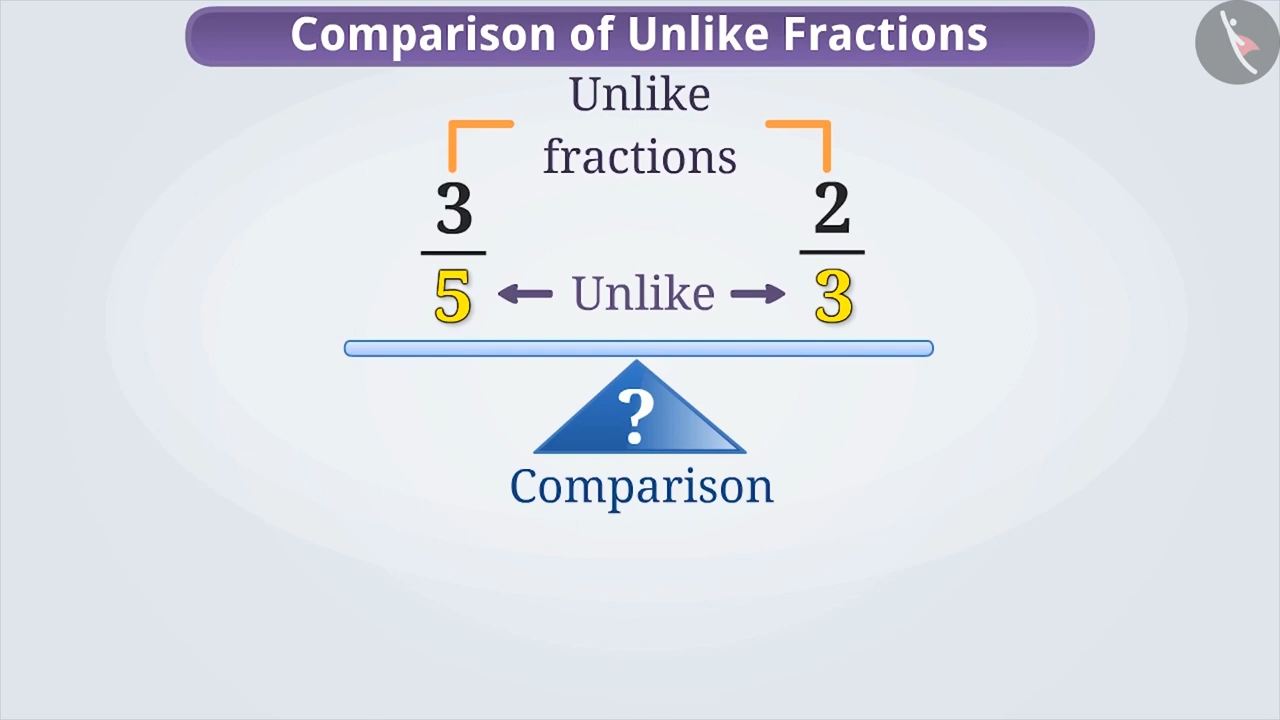 Comparison of Unlike Fractions
Unlike
fractions
3 2
5 Unlike 3
?
Comparison